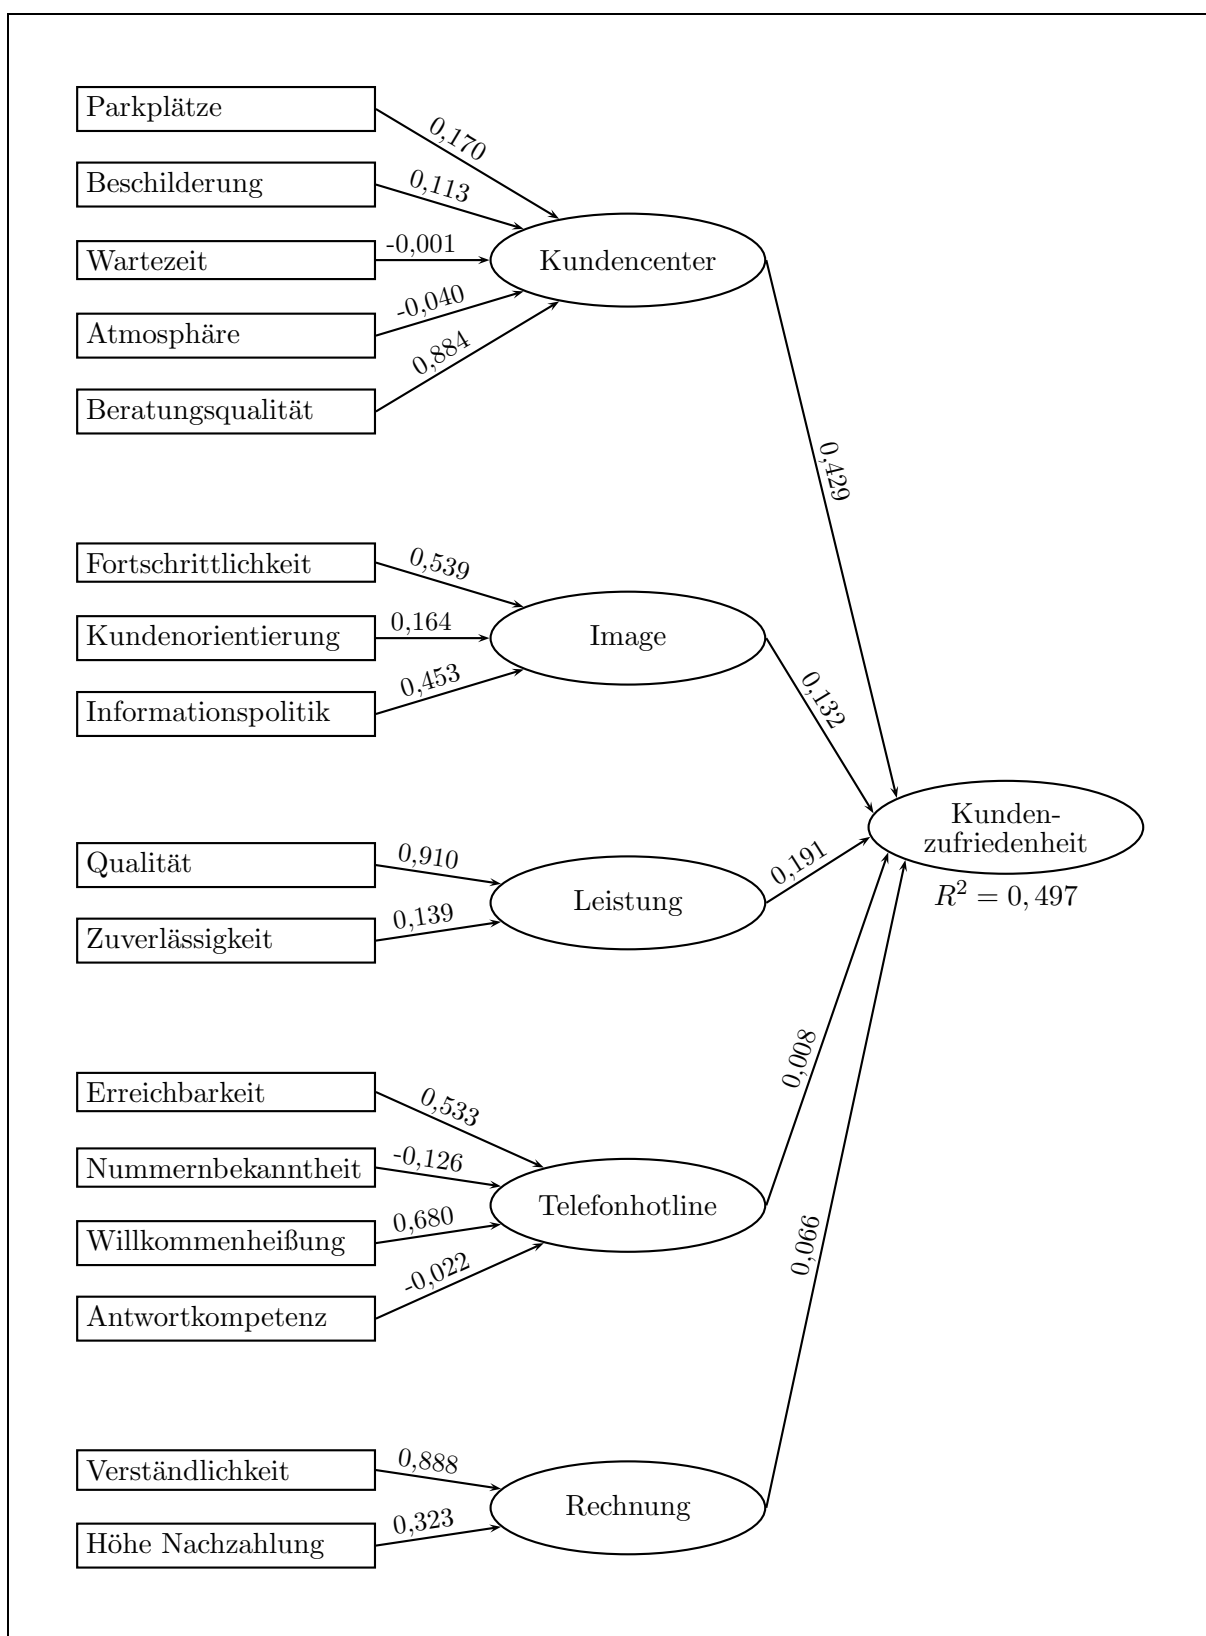 Parkplätze
0,170
Beschilderung
0,113
Wartezeit
-0,001
Kundencenter
Atmosphäre
-0,040
Beratungsqualität
0,884
0,429
Fortschrittlichkeit
0,539
Kundenorientierung
0,164
Image
Informationspolitik
0,453
0,132
Kunden-
zufriedenheit
R² = 0, 497
Qualität
0,910
Leistung
0,191
Zuverlässigkeit
0,139
Erreichbarkeit
0,533
0,008
Nummernbekanntheit
-0,126
Telefonhotline
Willkommenheißung
0,680
0,066
Antwortkompetenz
-0,022
Verständlichkeit
0,888
Rechnung
Höhe Nachzahlung
0,323